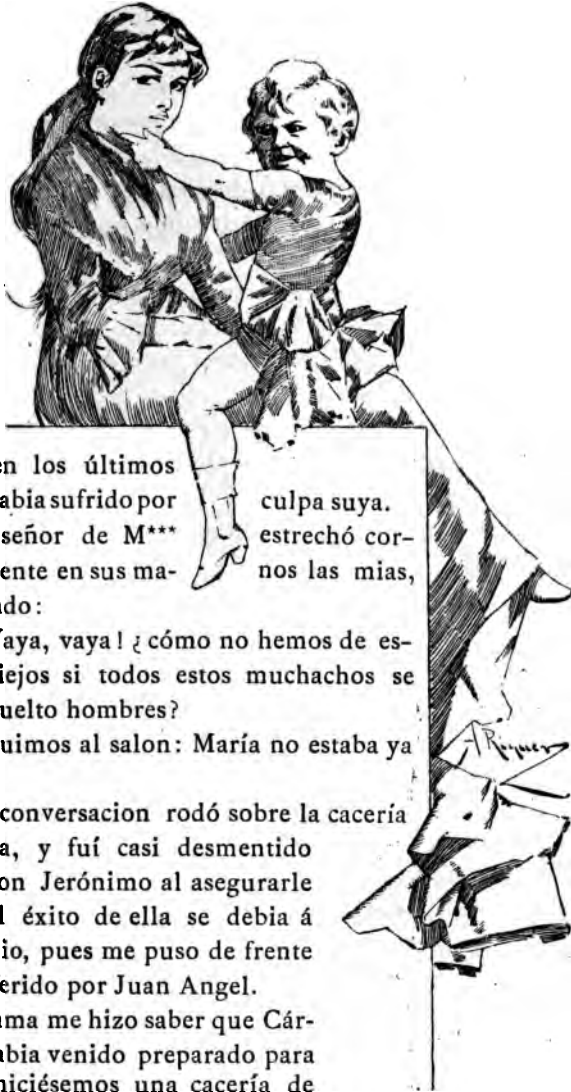 en los últimos
abia sufrido por culpa suya.
señor de M*** estrechó cor-
ente en sus ma- nos las mias,
ndo:
aya, vaya! ¿cómo no hemos de es-
iejos si todos estos muchachos se
uelto hombres?
uimos al salon: María no estaba ya
conversacion rodó sobre la cacería
a, y fuí casi desmentido
on Jerónimo al asegurarle
l éxito de ella se debia á
io, pues me puso de frente
erido por Juan Angel.
ma me hizo saber que Cár-
abia venido preparado para
hiciésemos una cacería de
A. Riquer